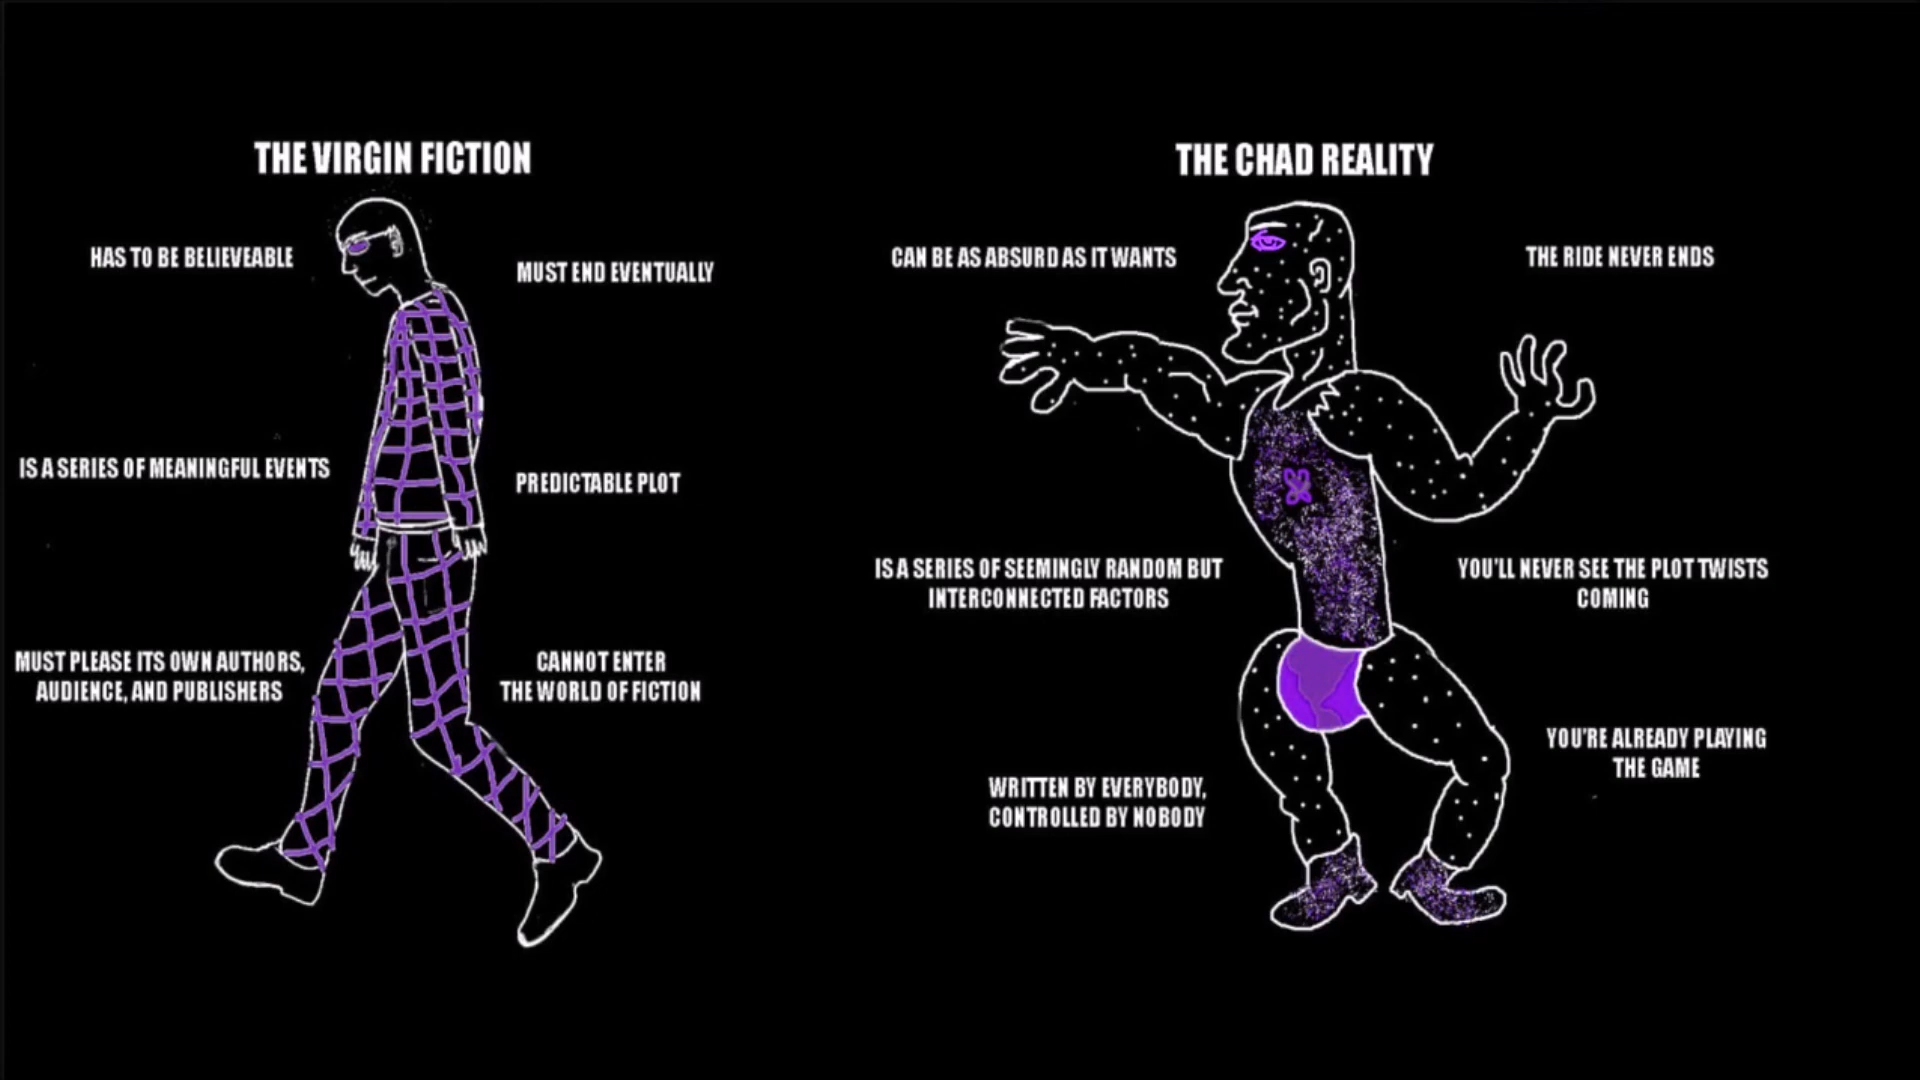 THE VIRGIN FICTION
HAS TO BE BELIEVEABLE
MUST END EVENTUALLY
IS A SERIES OF MEANINGFUL EVENTS
PREDICTABLE PLOT
MUST PLEASE ITS OWN AUTHORS,
AUDIENCE, AND PUBLISHERS
CANNOT ENTER
THE WORLD OF FICTION
THE CHAD REALITY
CAN BE AS ABSURD AS IT WANTS
THE RIDE NEVER ENDS
IS A SERIES OF SEEMINGLY RANDOM BUT
INTERCONNECTED FACTORS
YOU'LL NEVER SEE THE PLOT TWISTS
COMING
WRITTEN BY EVERYBODY,
CONTROLLED BY NOBODY
YOU'RE ALREADY PLAYING
THE GAME